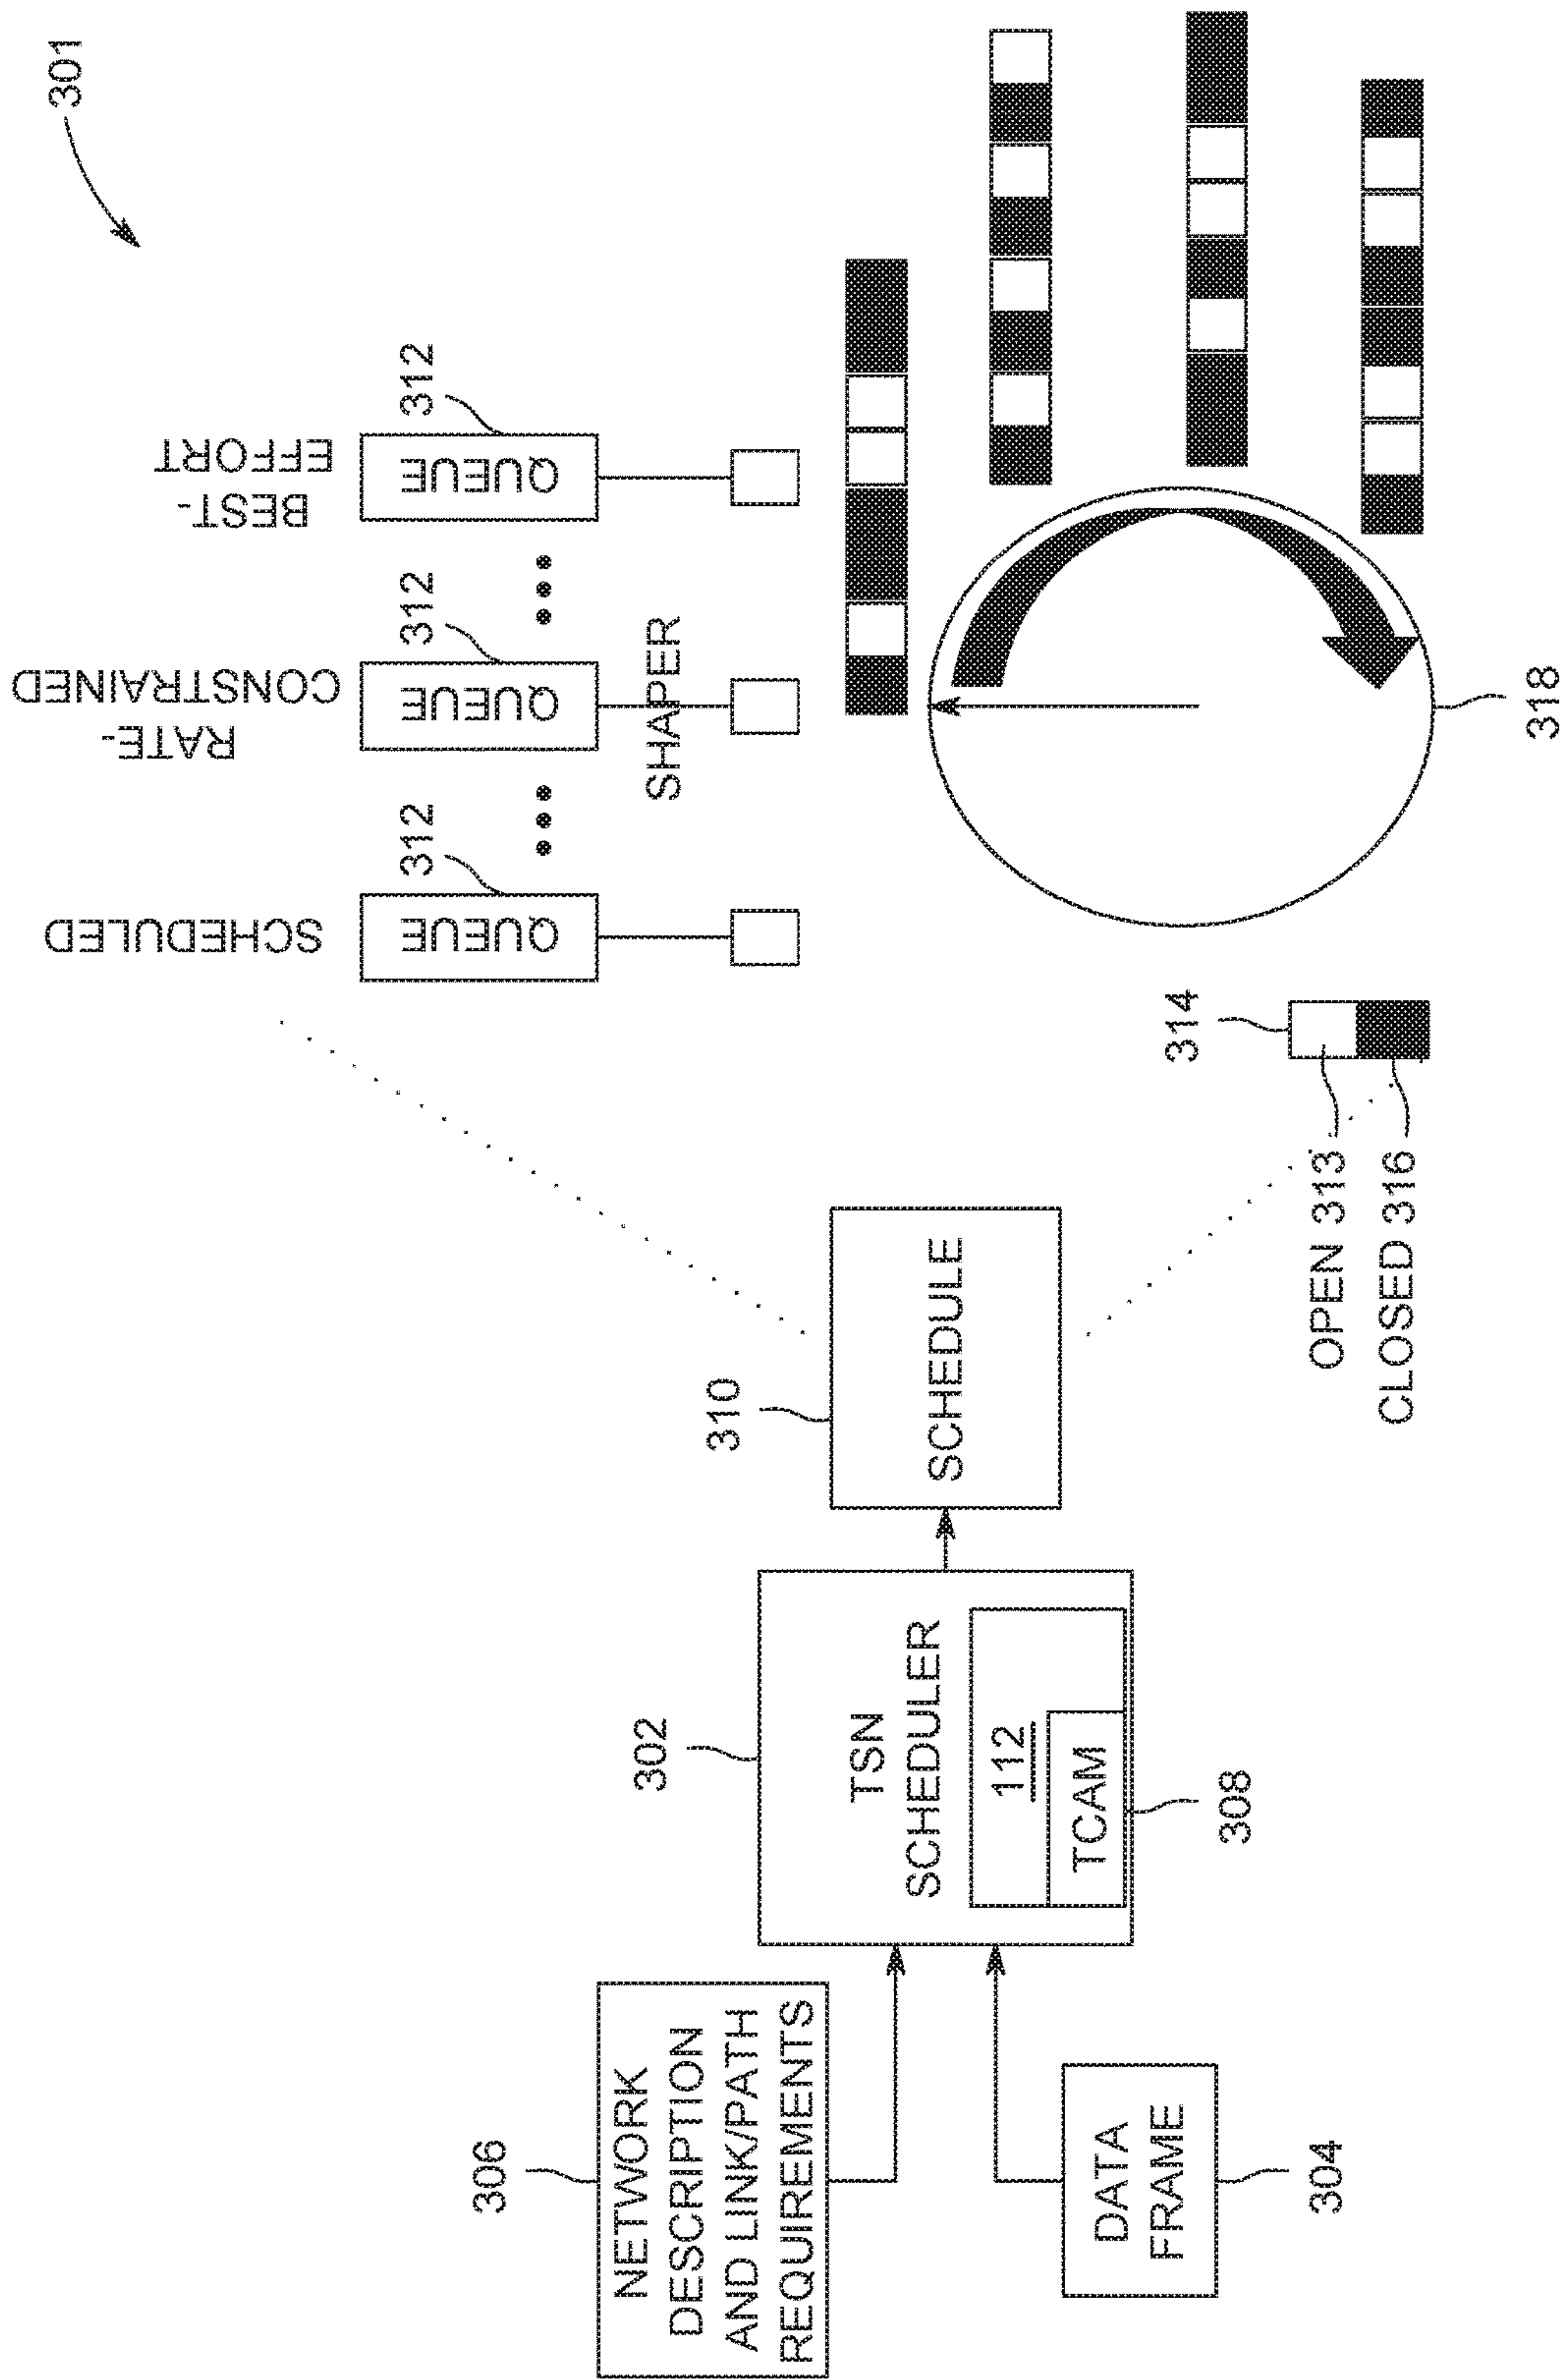 301
SCHEDULED
RATE-
CONSTRAINED
BEST-
EFFORT
312
312
312
QUEUE
QUEUE
QUEUE
SHAPER
306
NETWORK
DESCRIPTION
AND LINK/PATH
REQUIREMENTS
302
TSN
SCHEDULER
112
TCAM
308
DATA
FRAME
304
310
SCHEDULE
314
OPEN 313
CLOSED 316
318